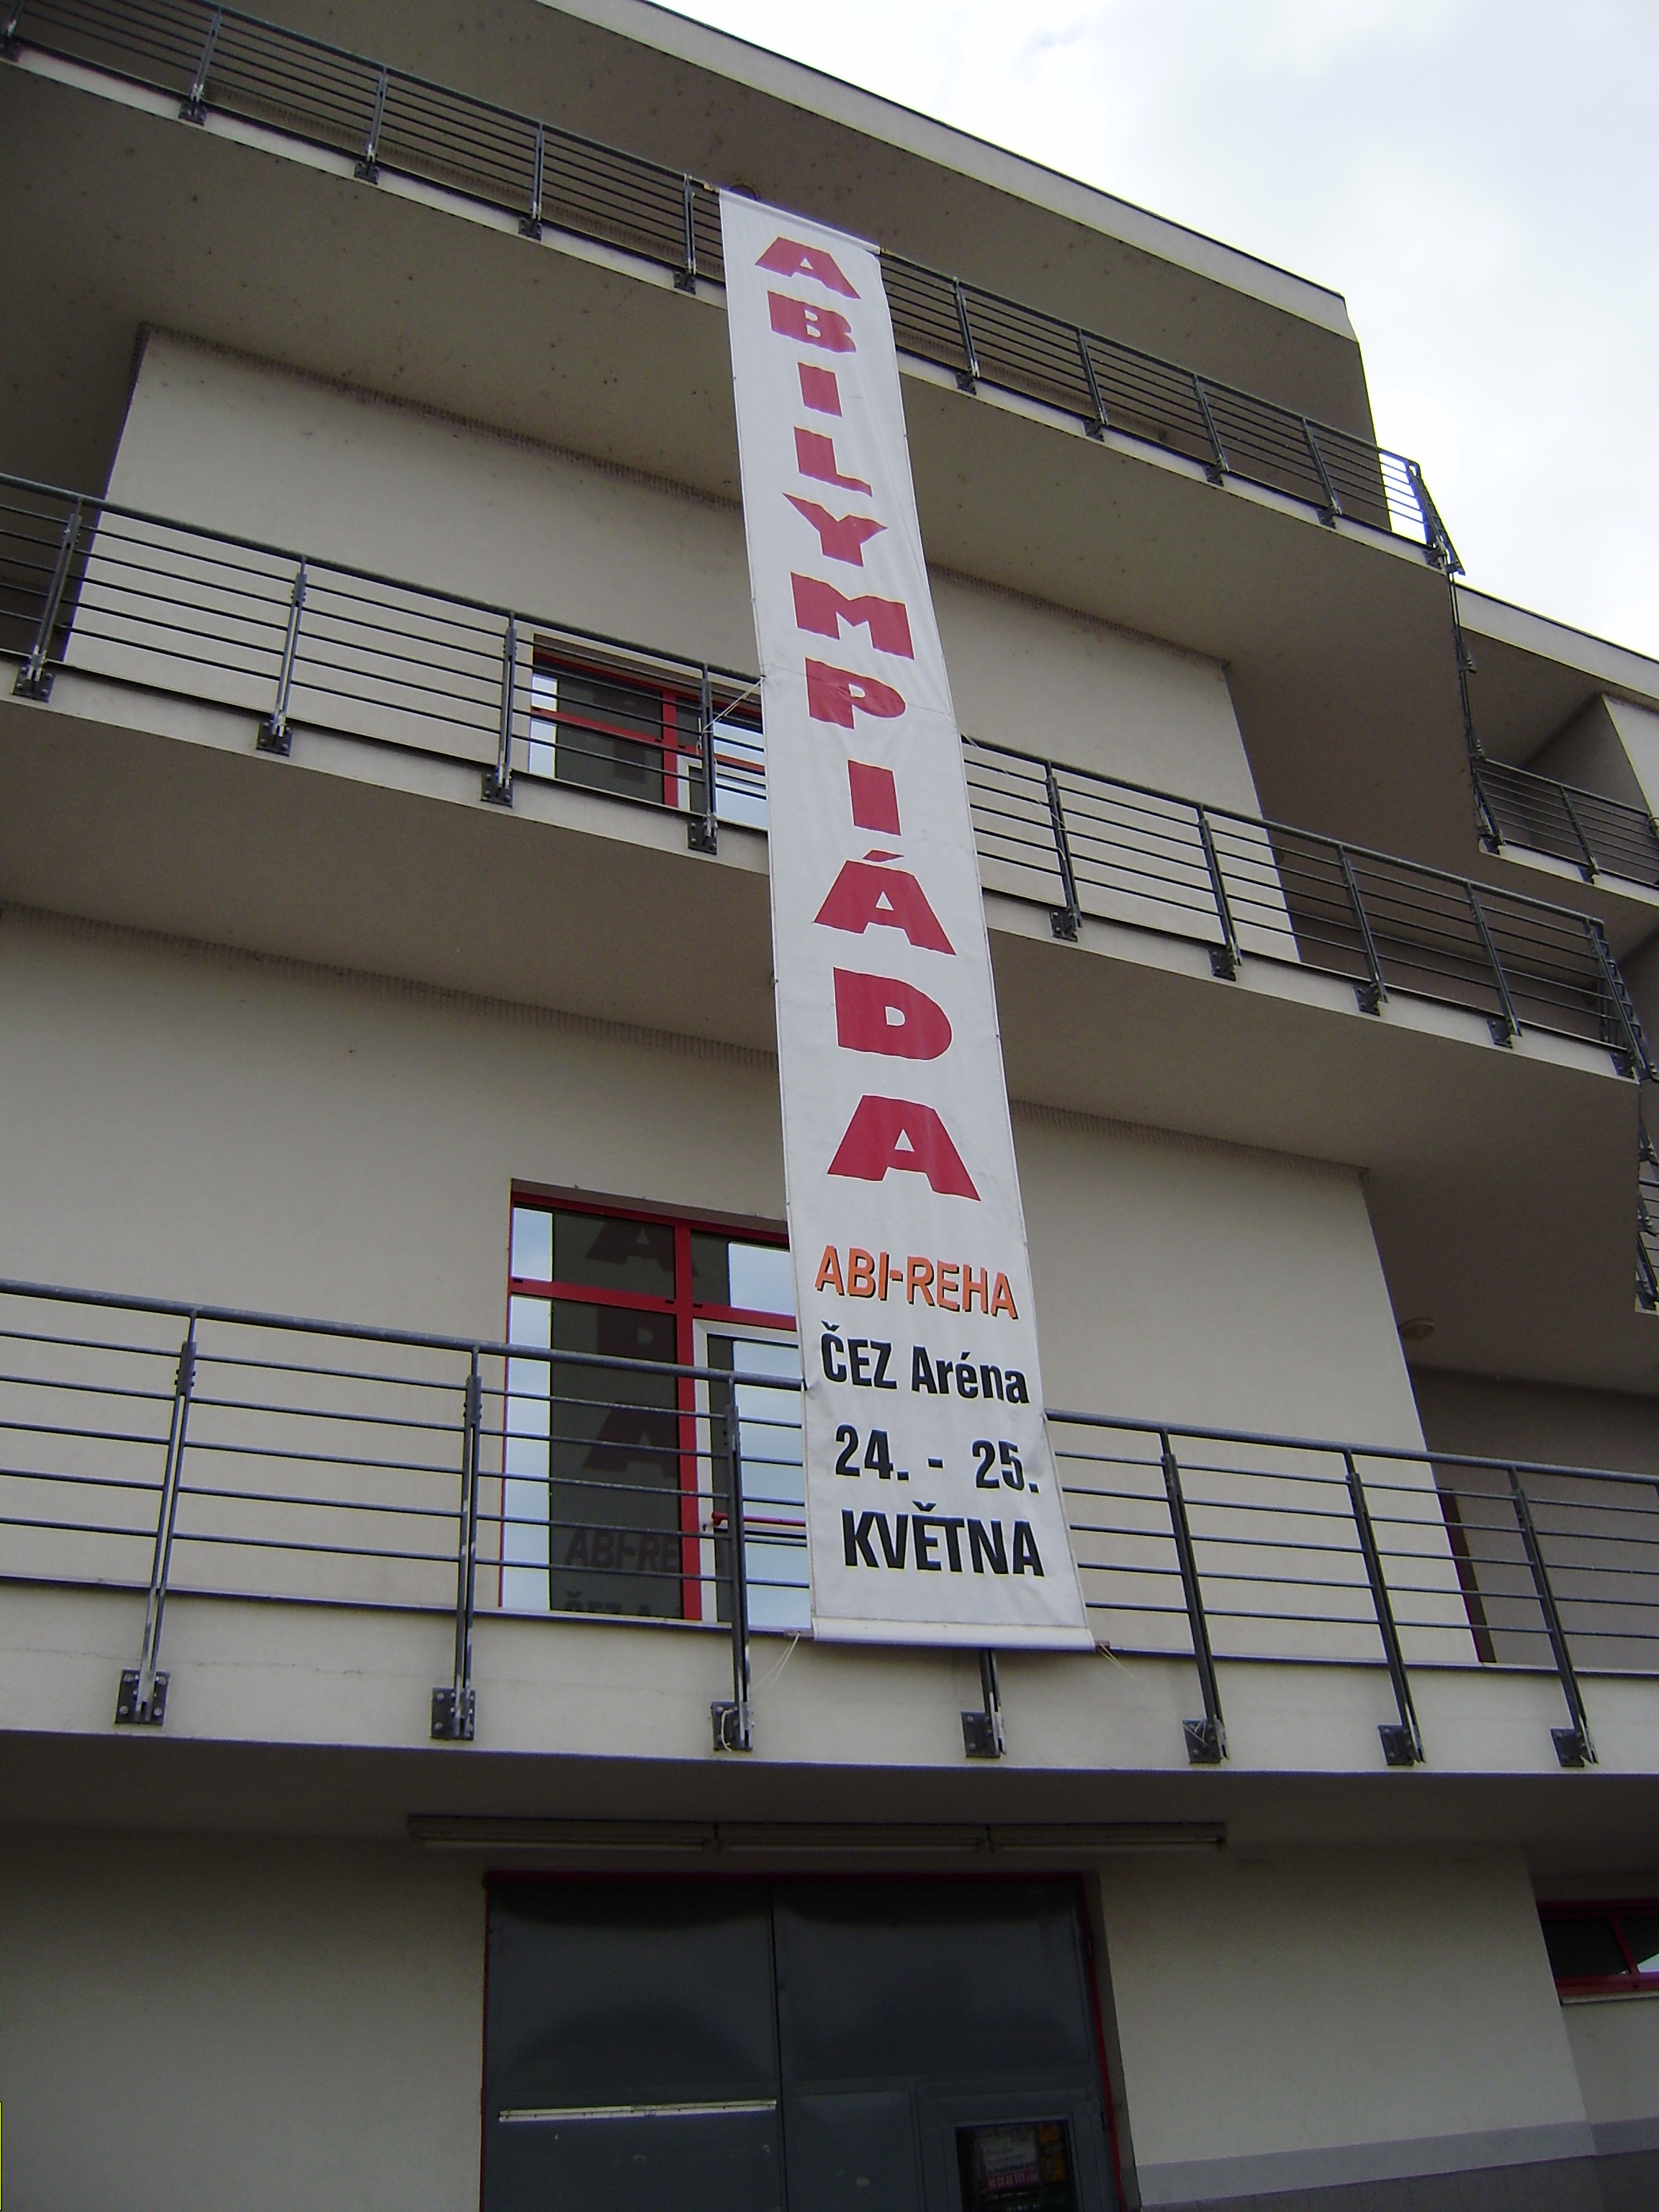 ABILYMPIÁDA
ABI-REHA
ČEZ Aréna
24. - 25.
KVĚTNA